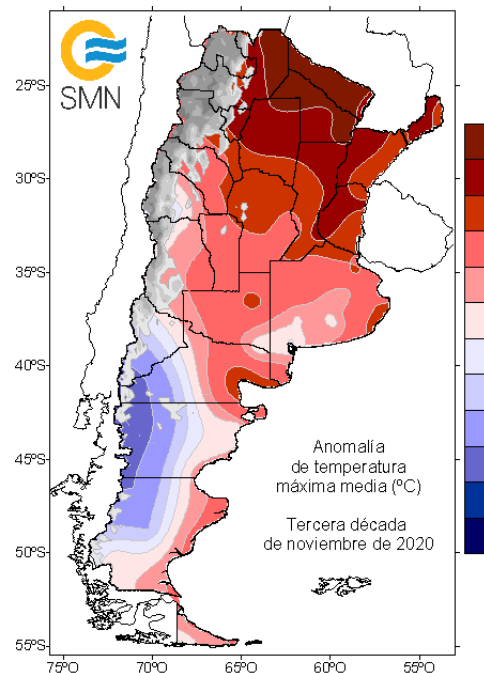 SMN
25ºS
30ºS
35ºS
40ºS
45ºS
50ºS
55ºS
Anomalía
de temperatura
máxima media (ºC)
Tercera década
de noviembre de 2020
75ºO 70ºO 65ºO 60ºO 55ºO